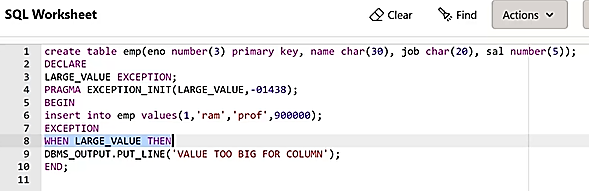 SQL Worksheet
Clear
Find
Actions
1 create table emp(eno number(3) primary key, name char(30), job char(20), sal number(5));
2 DECLARE
3 LARGE_VALUE EXCEPTION;
4 PRAGMA EXCEPTION_INIT(LARGE_VALUE,-01438);
5 BEGIN
6 insert into emp values(1,'ram','prof',900000);
7 EXCEPTION
8 WHEN LARGE_VALUE THEN
9 DBMS_OUTPUT.PUT_LINE('VALUE TOO BIG FOR COLUMN');
10 END;
11